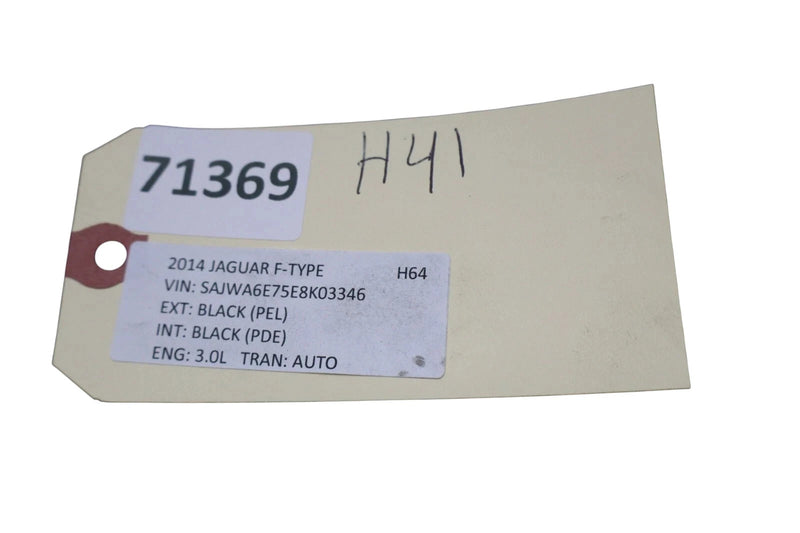 71369
H41
2014 JAGUAR F-TYPE H64
VIN: SAJWA6E75E8K03346
EXT: BLACK (PEL)
INT: BLACK (PDE)
ENG: 3.0L TRAN: AUTO